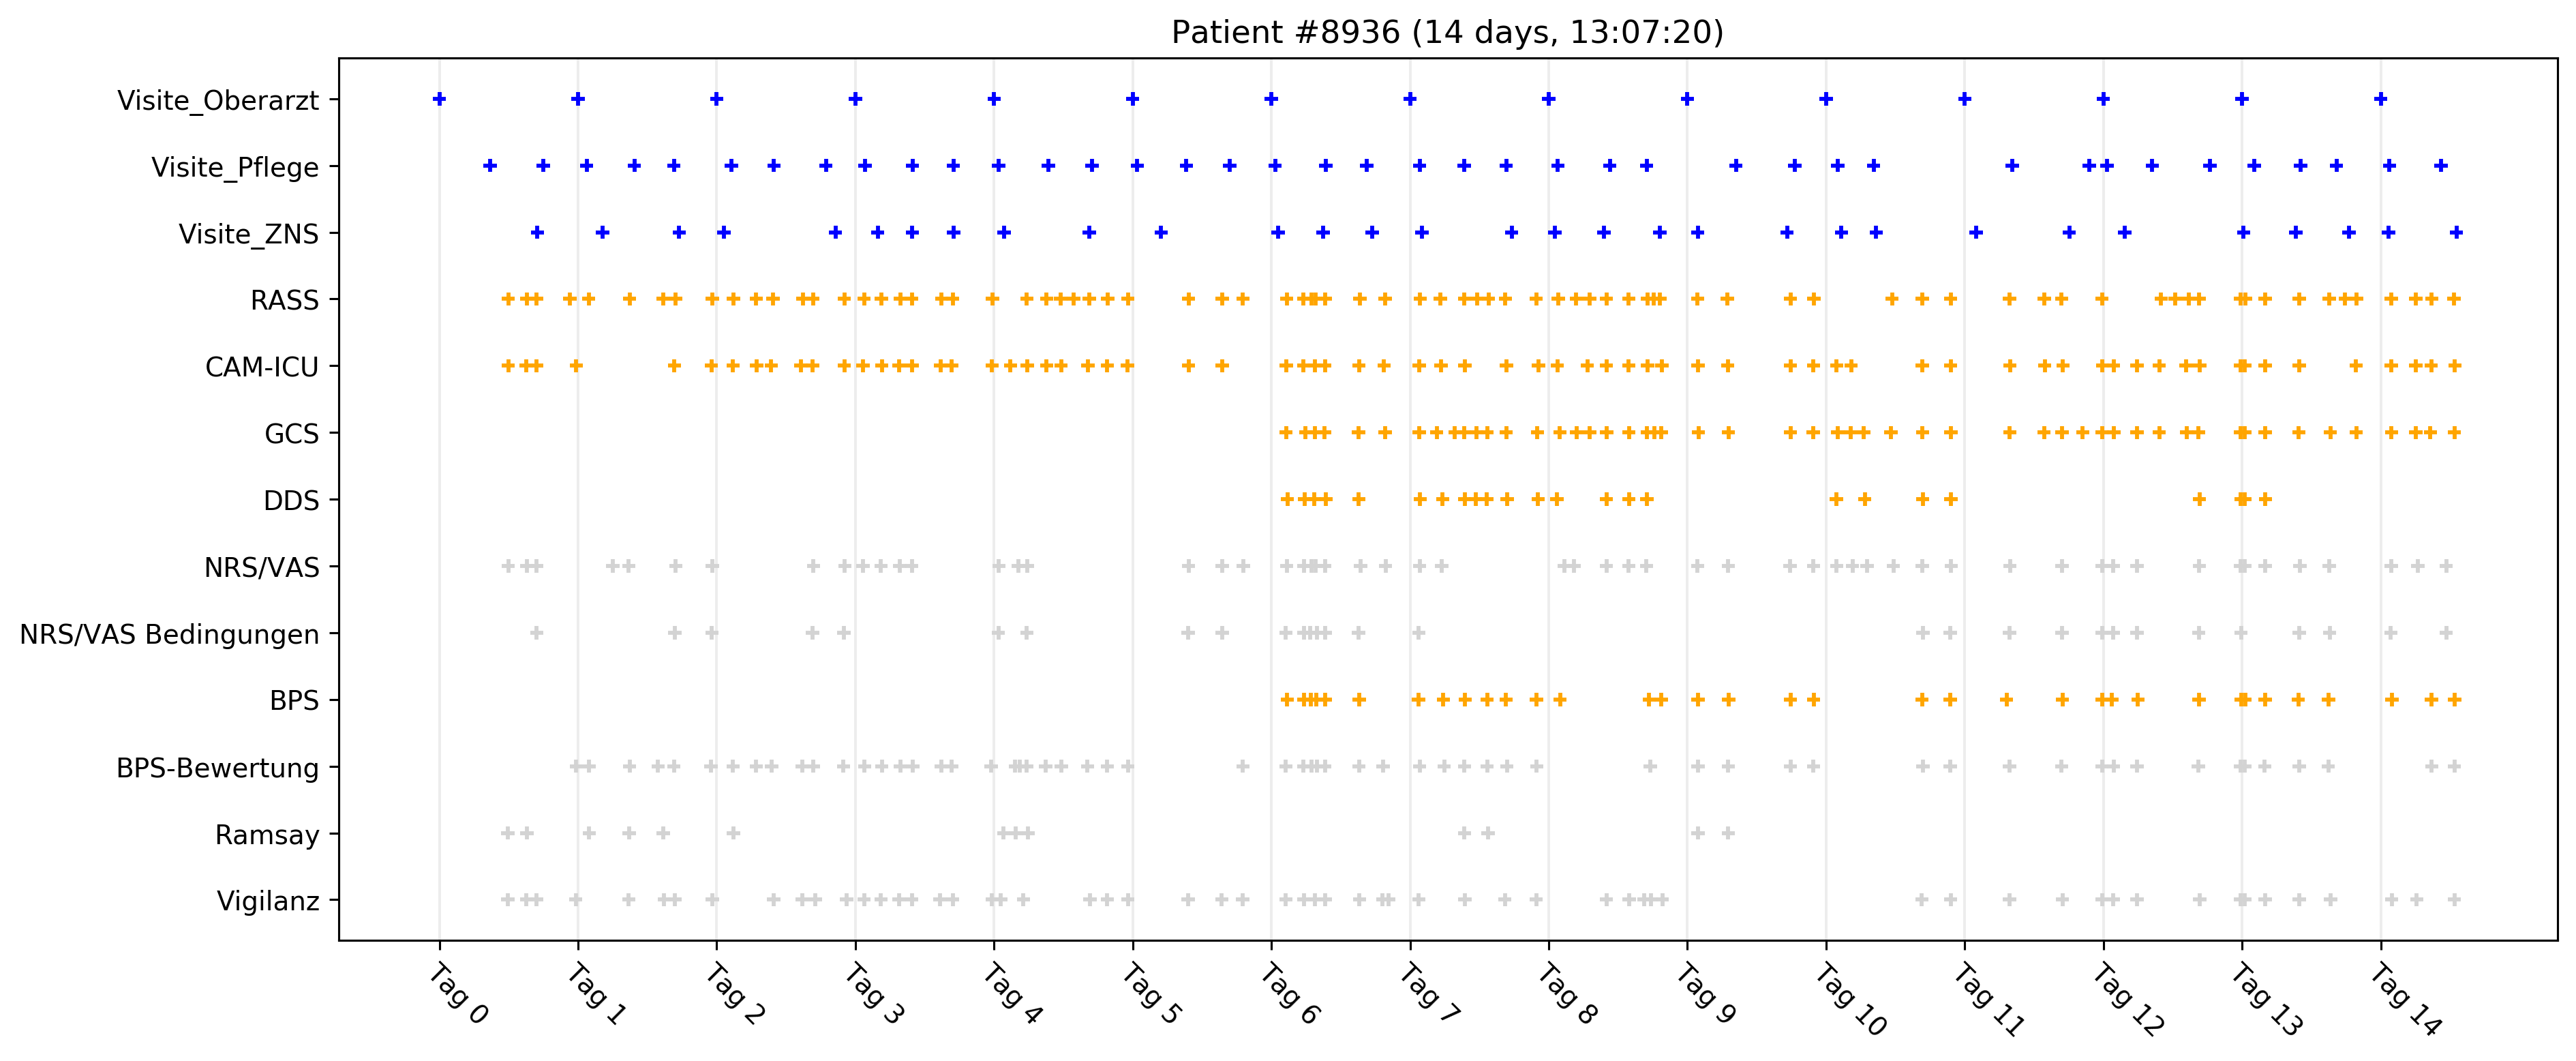 Patient #8936 (14 days, 13:07:20)
Visite_Oberarzt
Visite_Pflege
Visite_ZNS
RASS
CAM-ICU
GCS
DDS
NRS/VAS
NRS/VAS Bedingungen
BPS
BPS-Bewertung
Ramsay
Vigilanz
Tag 0
Tag 1
Tag 2
Tag 3
Tag 4
Tag 5
Tag 6
Tag 7
Tag 8
Tag 9
Tag 10
Tag 11
Tag 12
Tag 13
Tag 14